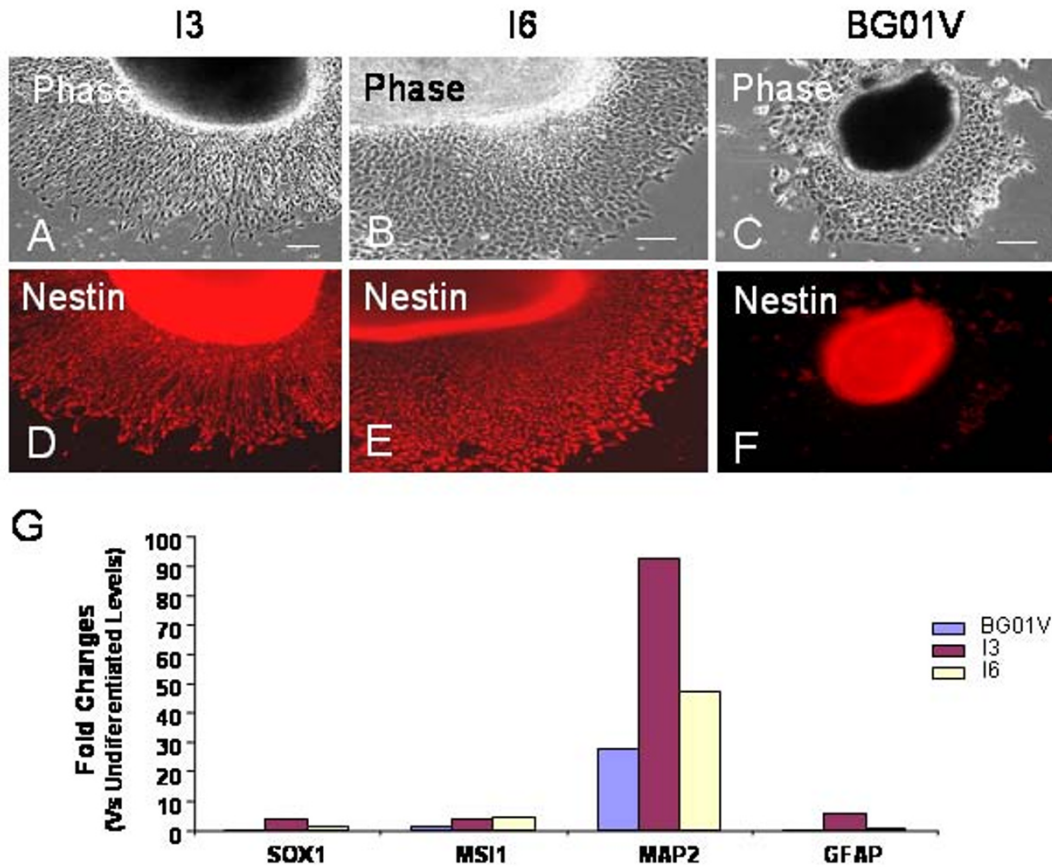 I3
I6
BG01V
Phase
Phase
Phase
A
B
C
Nestin
Nestin
Nestin
D
E
F
G
Fold Changes
(Vs Undiferentiated Levels)
100
90
80
70
60
50
40
30
20
10
0
SOX1
MSI1
MAP2
GFAP
BG01V
I3
I6